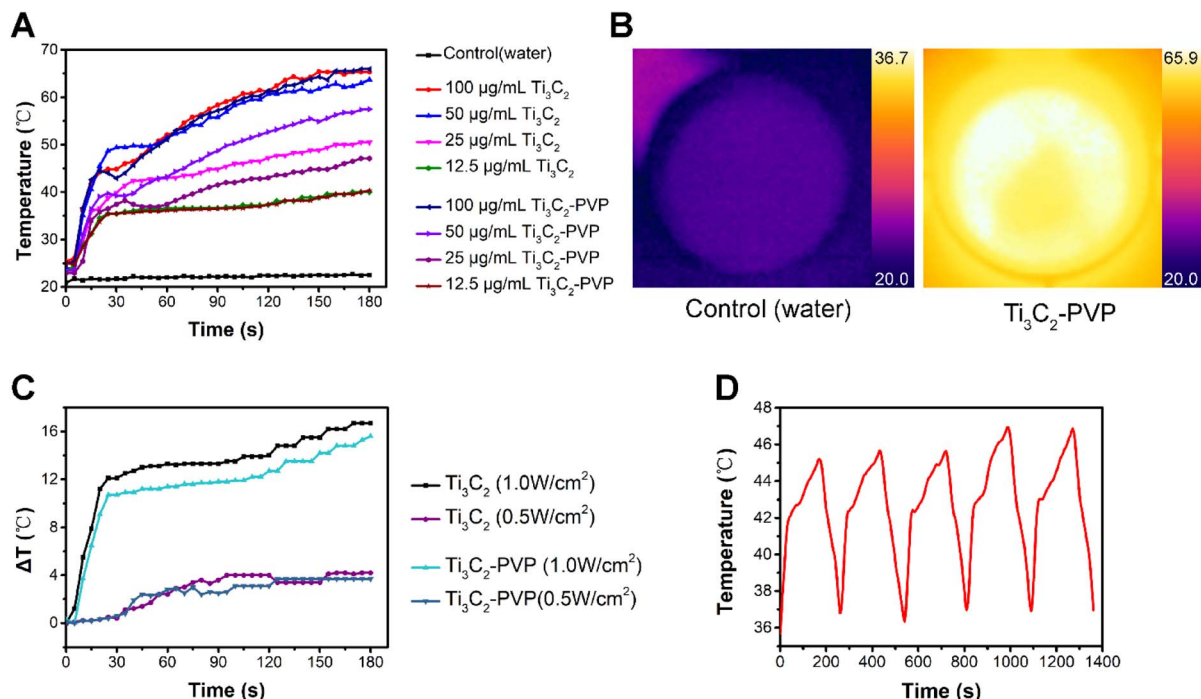 A
Temperature (℃)
70
60
50
40
30
20
0 30 60 90 120 150 180
Time (s)
Control(water)
100 µg/mL Ti₃C₂
50 µg/mL Ti₃C₂
25 µg/mL Ti₃C₂
12.5 µg/mL Ti₃C₂
100 µg/mL Ti₃C₂-PVP
50 µg/mL Ti₃C₂-PVP
25 µg/mL Ti₃C₂-PVP
12.5 µg/mL Ti₃C₂-PVP
B
36.7
20.0
Control (water)
65.9
20.0
Ti₃C₂-PVP
C
ΔT (℃)
16
12
8
4
0
0 30 60 90 120 150 180
Time (s)
Ti₃C₂ (1.0W/cm²)
Ti₃C₂ (0.5W/cm²)
Ti₃C₂-PVP (1.0W/cm²)
Ti₃C₂-PVP(0.5W/cm²)
D
Temperature (℃)
48
46
44
41
39
37
35
0 200 400 600 800 1000 1200 1400
Time (s)